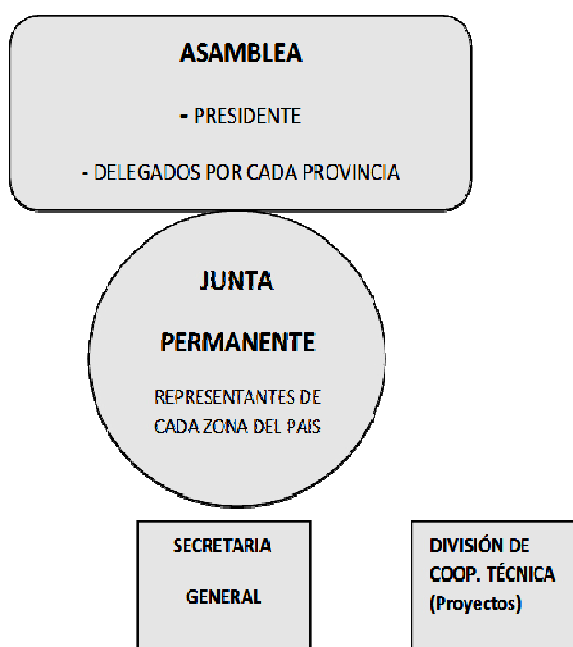 ASAMBLEA
- PRESIDENTE
- DELEGADOS POR CADA PROVINCIA
JUNTA
PERMANENTE
REPRESENTANTES DE
CADA ZONA DEL PAIS
SECRETARIA
GENERAL
DIVISIÓN DE
COOP. TÉCNICA
(Proyectos)